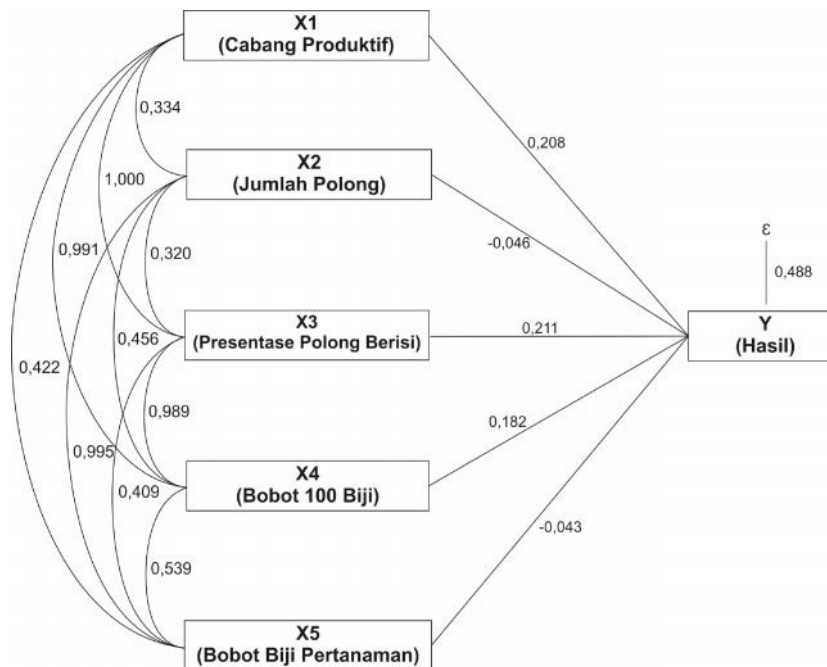 X1
(Cabang Produktif)
0,334
0,208
X2
(Jumlah Polong)
1,000
-0,046
ε
0,991
0,320
0,488
X3
(Presentase Polong Berisi)
0,211
Y
(Hasil)
0,456
0,422
0,989
0,182
0,995
X4
(Bobot 100 Biji)
0,409
-0,043
0,539
X5
(Bobot Biji Pertanaman)